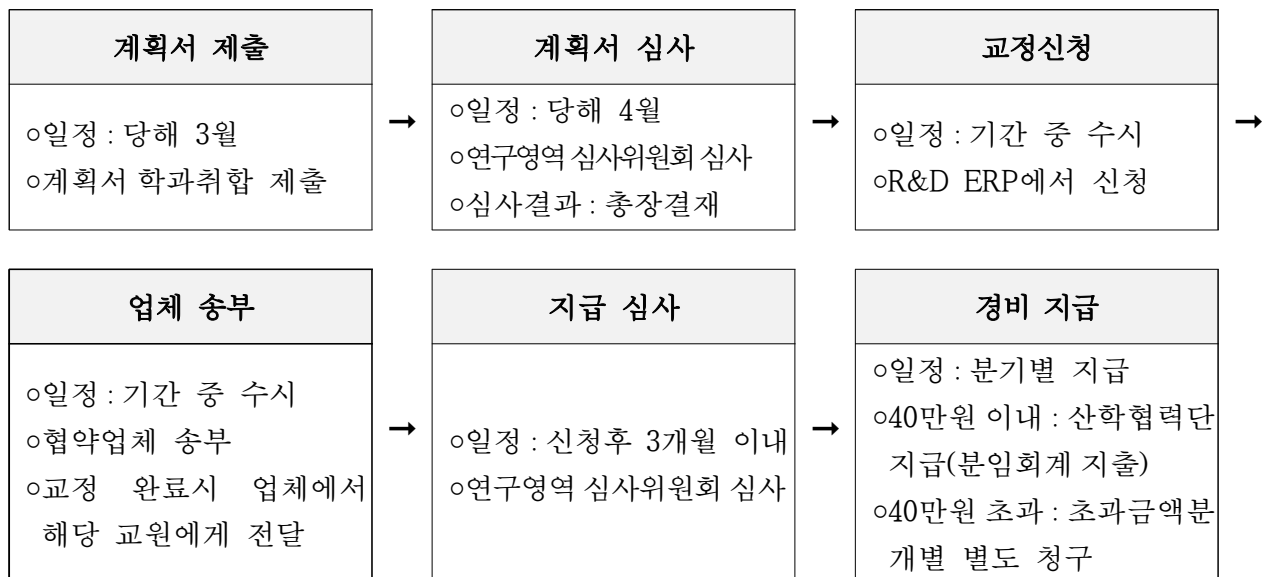 계획서 제출
○일정 : 당해 3월
○계획서 학과취합 제출
→
계획서 심사
○일정 : 당해 4월
○연구영역 심사위원회 심사
○심사결과 : 총장결재
→
교정신청
○일정 : 기간 중 수시
○R&D ERP에서 신청
→
업체 송부
○일정 : 기간 중 수시
○협약업체 송부
○교정 완료시 업체에서
해당 교원에게 전달
→
지급 심사
○일정 : 신청후 3개월 이내
○연구영역 심사위원회 심사
→
경비 지급
○일정 : 분기별 지급
○40만원 이내 : 산학협력단
지급(분임회계 지출)
○40만원 초과 : 초과금액분
개별 별도 청구